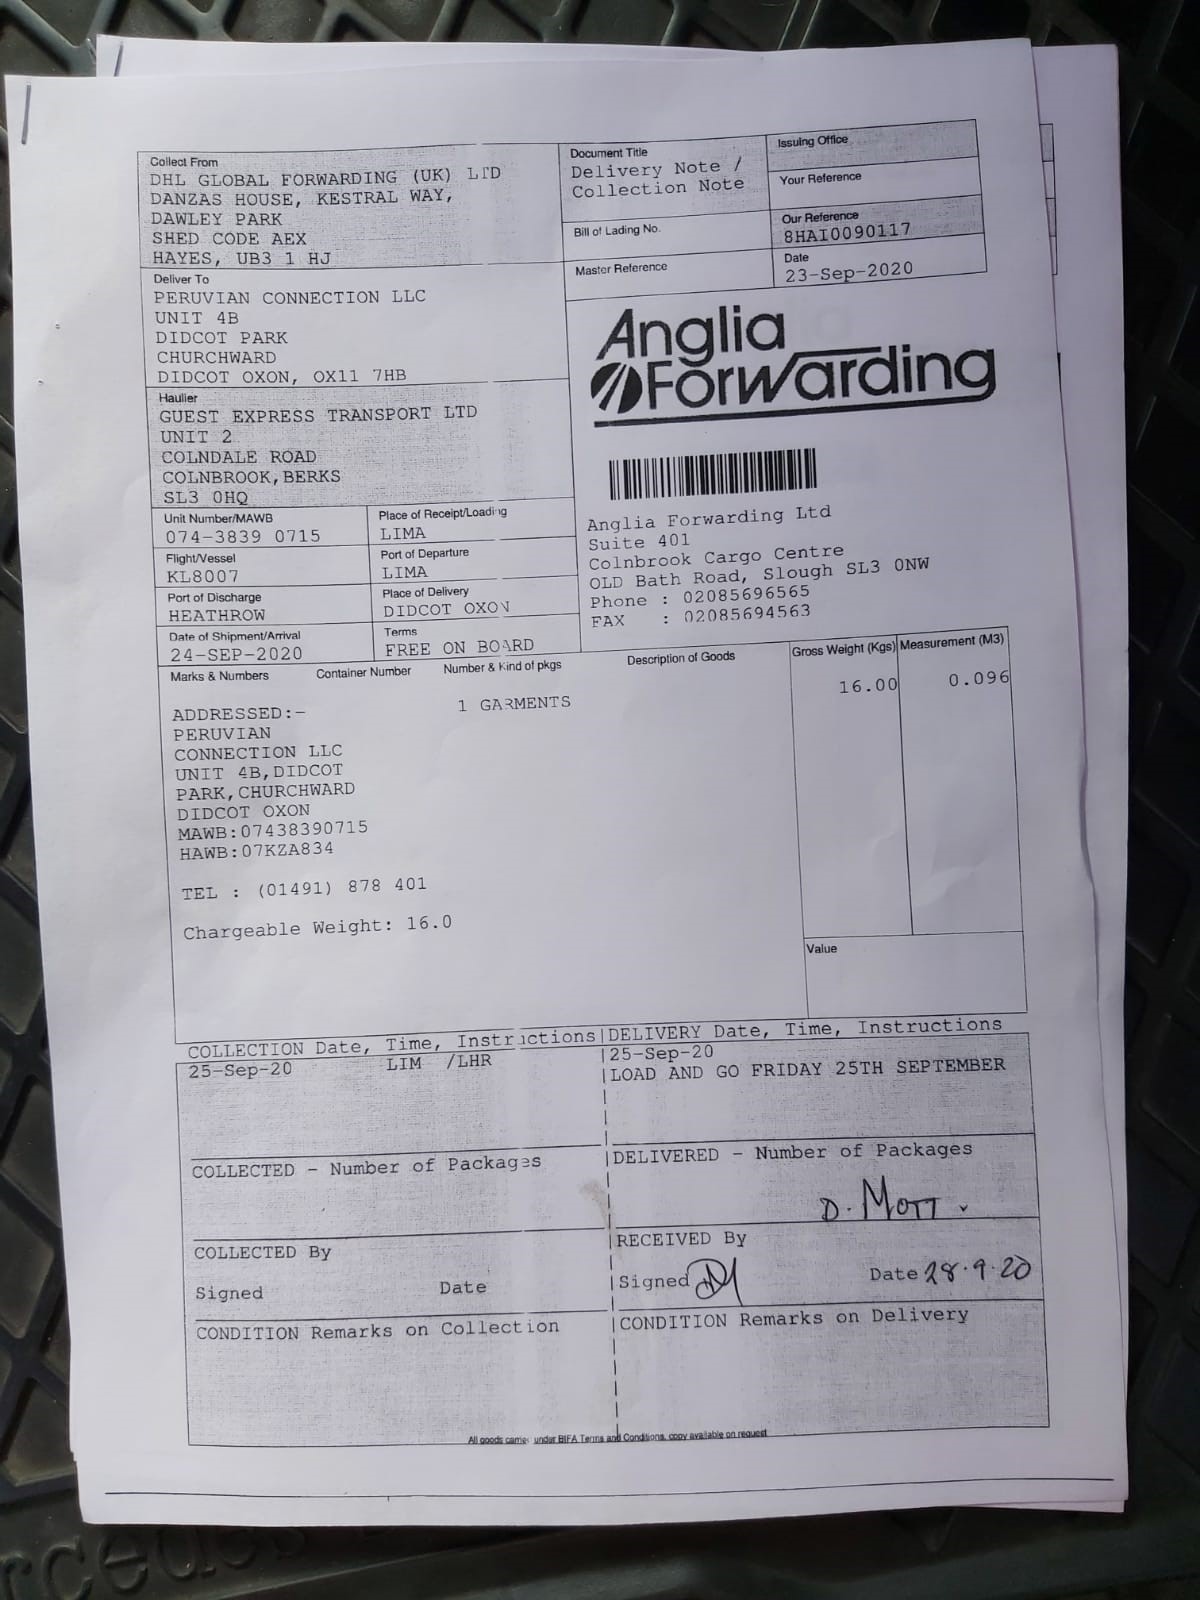 Collect From
DHL GLOBAL FORWARDING (UK) LTD
DANZAS HOUSE, KESTRAL WAY,
DAWLEY PARK
SHED CODE AEX
HAYES, UB3 1 HJ
Document Title
Delivery Note /
Collection Note
Issuing Office
Your Reference
Bill of Lading No.
Our Reference
8HAI0090117
Master Reference
Date
23-Sep-2020
Deliver To
PERUVIAN CONNECTION LLC
UNIT 4B
DIDCOT PARK
CHURCHWARD
DIDCOT OXON, OX11 7HB
Anglia
Forwarding
Haulier
GUEST EXPRESS TRANSPORT LTD
UNIT 2
COLNDALE ROAD
COLNBROOK,BERKS
SL3 0HQ
Anglia Forwarding Ltd
Suite 401
Colnbrook Cargo Centre
OLD Bath Road, Slough SL3 0NW
Phone : 02085696565
FAX : 02085694563
Unit Number/MAWB
074-3839 0715
Place of Receipt/Loading
LIMA
Flight/Vessel
KL8007
Port of Departure
LIMA
Port of Discharge
HEATHROW
Place of Delivery
DIDCOT OXON
Date of Shipment/Arrival
24-SEP-2020
Terms
FREE ON BOARD
Marks & Numbers Container Number Number & Kind of pkgs Description of Goods Gross Weight (Kgs) Measurement (M3)
1 GARMENTS 16.00 0.096
ADDRESSED:-
PERUVIAN
CONNECTION LLC
UNIT 4B,DIDCOT
PARK,CHURCHWARD
DIDCOT OXON
MAWB:07438390715
HAWB:07KZA834
TEL : (01491) 878 401
Chargeable Weight: 16.0
Value
COLLECTION Date, Time, Instructions|DELIVERY Date, Time, Instructions
25-Sep-20 LIM /LHR |25-Sep-20
|LOAD AND GO FRIDAY 25TH SEPTEMBER
COLLECTED - Number of Packages |DELIVERED - Number of Packages
D. MOTT
COLLECTED By |RECEIVED By
Signed Date |Signed DM Date 28.9.20
CONDITION Remarks on Collection |CONDITION Remarks on Delivery
All goods carried under BIFA Terms and Conditions, copy available on request